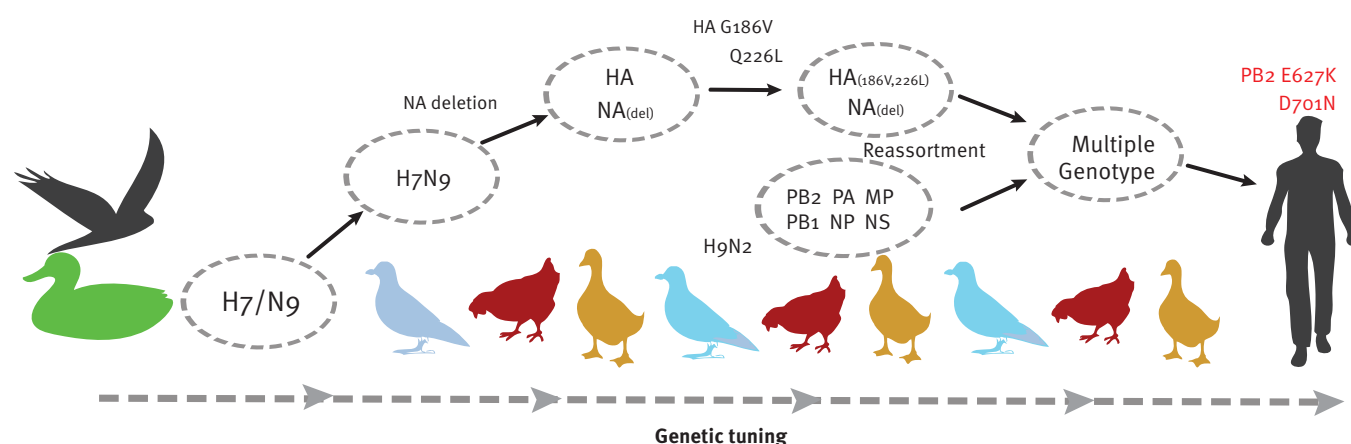 H7/N9
H7N9
NA deletion
HA
NA(del)
HA G186V
Q226L
HA(186V,226L)
NA(del)
Reassortment
PB2 PA MP
PB1 NP NS
H9N2
Multiple
Genotype
PB2 E627K
D701N
Genetic tuning